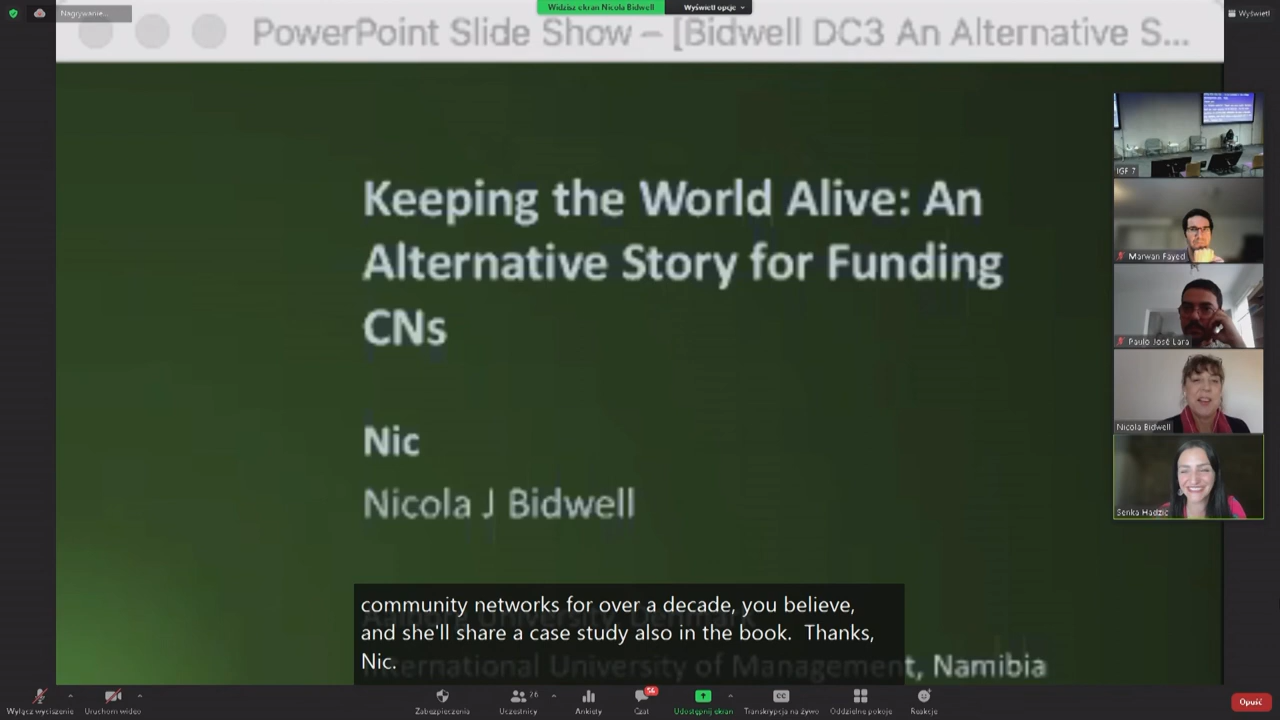 Nagrywanie...
Widzisz ekran Nicola Bidwell
Wyświetl opcje
Wyświetl
PowerPoint Slide Show – [Bidwell DC3 An Alternative S...
Keeping the World Alive: An
Alternative Story for Funding
CNs
Nic
Nicola J Bidwell
International University of Management, Namibia
community networks for over a decade, you believe,
and she'll share a case study also in the book. Thanks,
Nic.
IGF 7
Marwan Fayed
Paulo José Lara
Nicola Bidwell
Senka Hadzic
Wyłącz wyciszenie
Uruchom wideo
Zabezpieczenia
Uczestnicy
26
Ankiety
Czat
56
Udostępnij ekran
CC
Transkrypcja na żywo
Oddzielne pokoje
Reakcje
Opuść